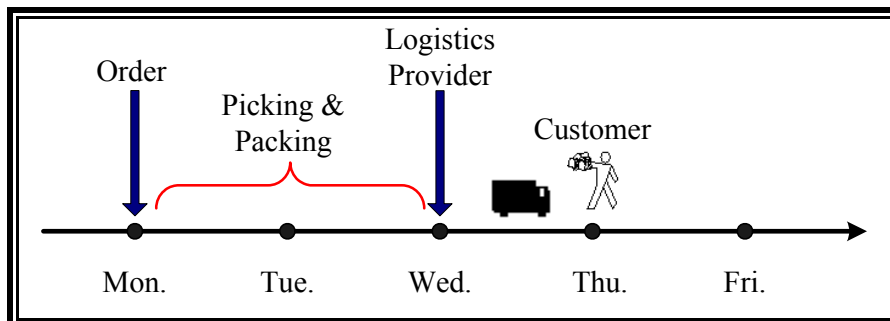 Order
Picking &
Packing
Logistics
Provider
Customer
Mon.
Tue.
Wed.
Thu.
Fri.